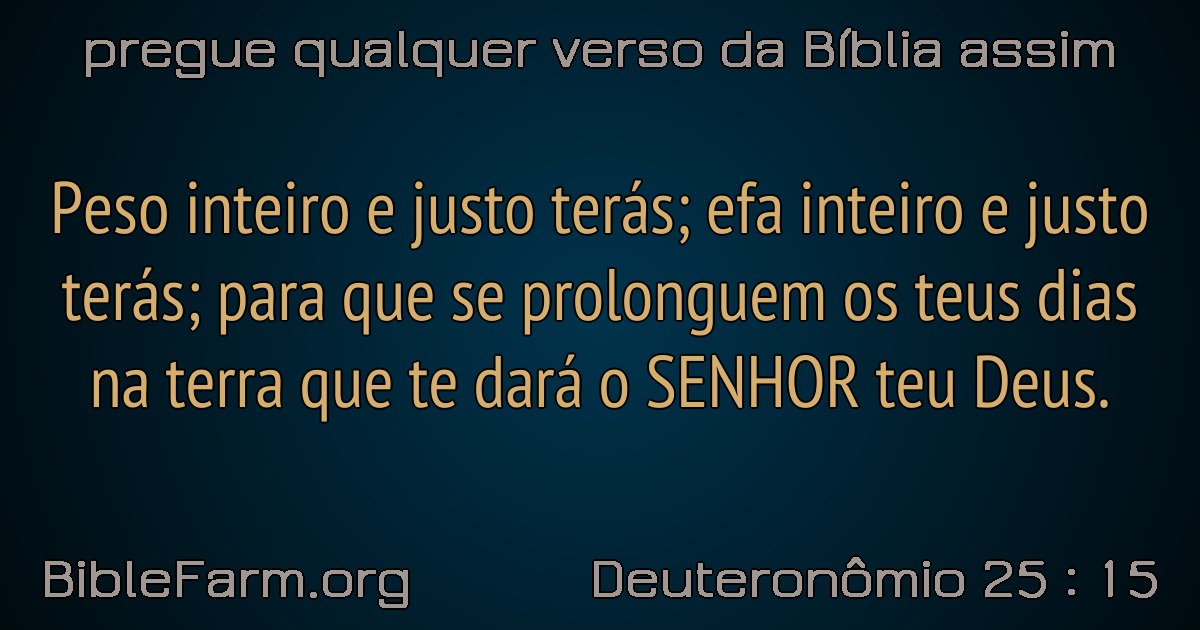 pregue qualquer verso da Bíblia assim
Peso inteiro e justo terás; efa inteiro e justo
terás; para que se prolonguem os teus dias
na terra que te dará o SENHOR teu Deus.
BibleFarm.org
Deuteronômio 25 : 15